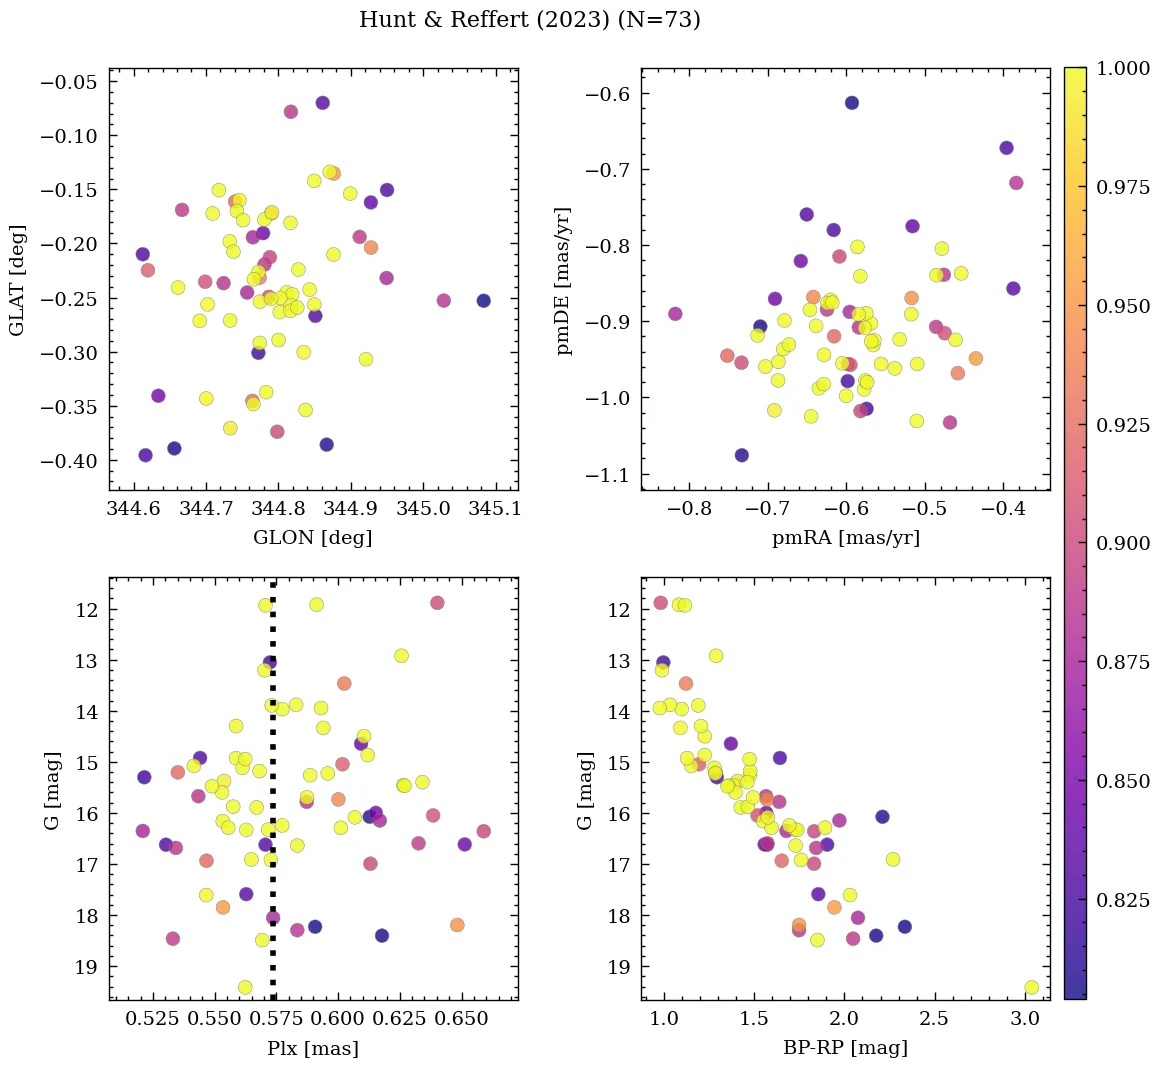 Hunt & Reffert (2023) (N=73)
−0.05
−0.10
−0.15
−0.20
−0.25
−0.30
−0.35
−0.40
GLAT [deg]
344.6 344.7 344.8 344.9 345.0 345.1
GLON [deg]
−0.6
−0.7
−0.8
−0.9
−1.0
−1.1
pmDE [mas/yr]
−0.8 −0.7 −0.6 −0.5 −0.4
pmRA [mas/yr]
12
13
14
15
16
17
18
19
G [mag]
0.525 0.550 0.575 0.600 0.625 0.650
Plx [mas]
12
13
14
15
16
17
18
19
G [mag]
1.0 1.5 2.0 2.5 3.0
BP-RP [mag]
1.000
0.975
0.950
0.925
0.900
0.875
0.850
0.825